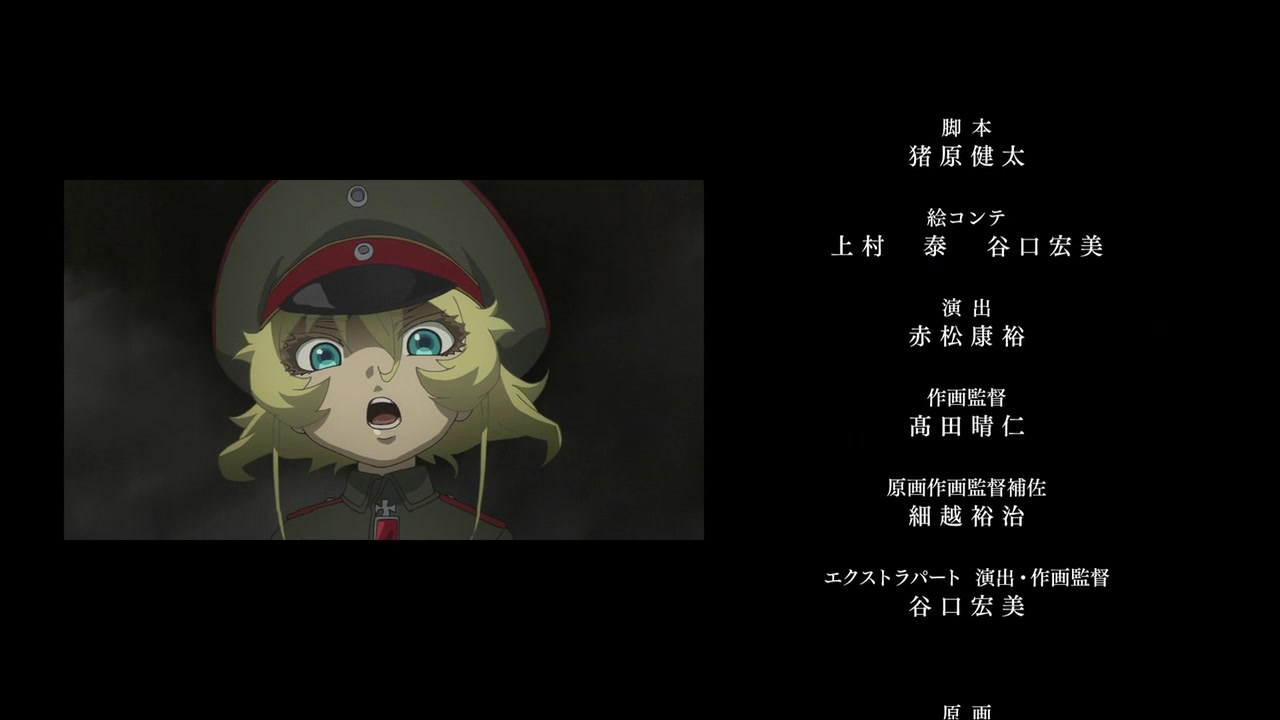 脚本
猪原健太
絵コンテ
上村 泰 谷口宏美
演出
赤松康裕
作画監督
髙田晴仁
原画作画監督補佐
細越裕治
エクストラパート 演出・作画監督
谷口宏美
原画